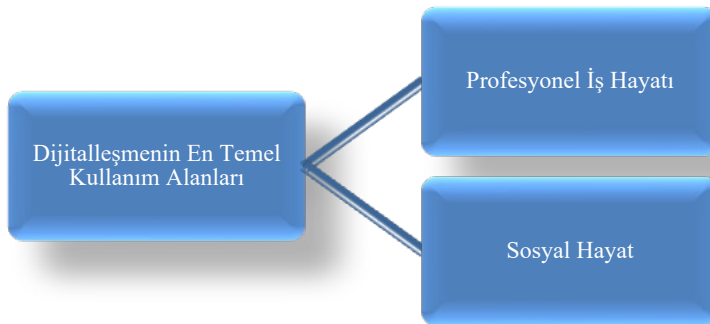 Dijitalleşmenin En Temel
Kullanım Alanları
Profesyonel İş Hayatı
Sosyal Hayat